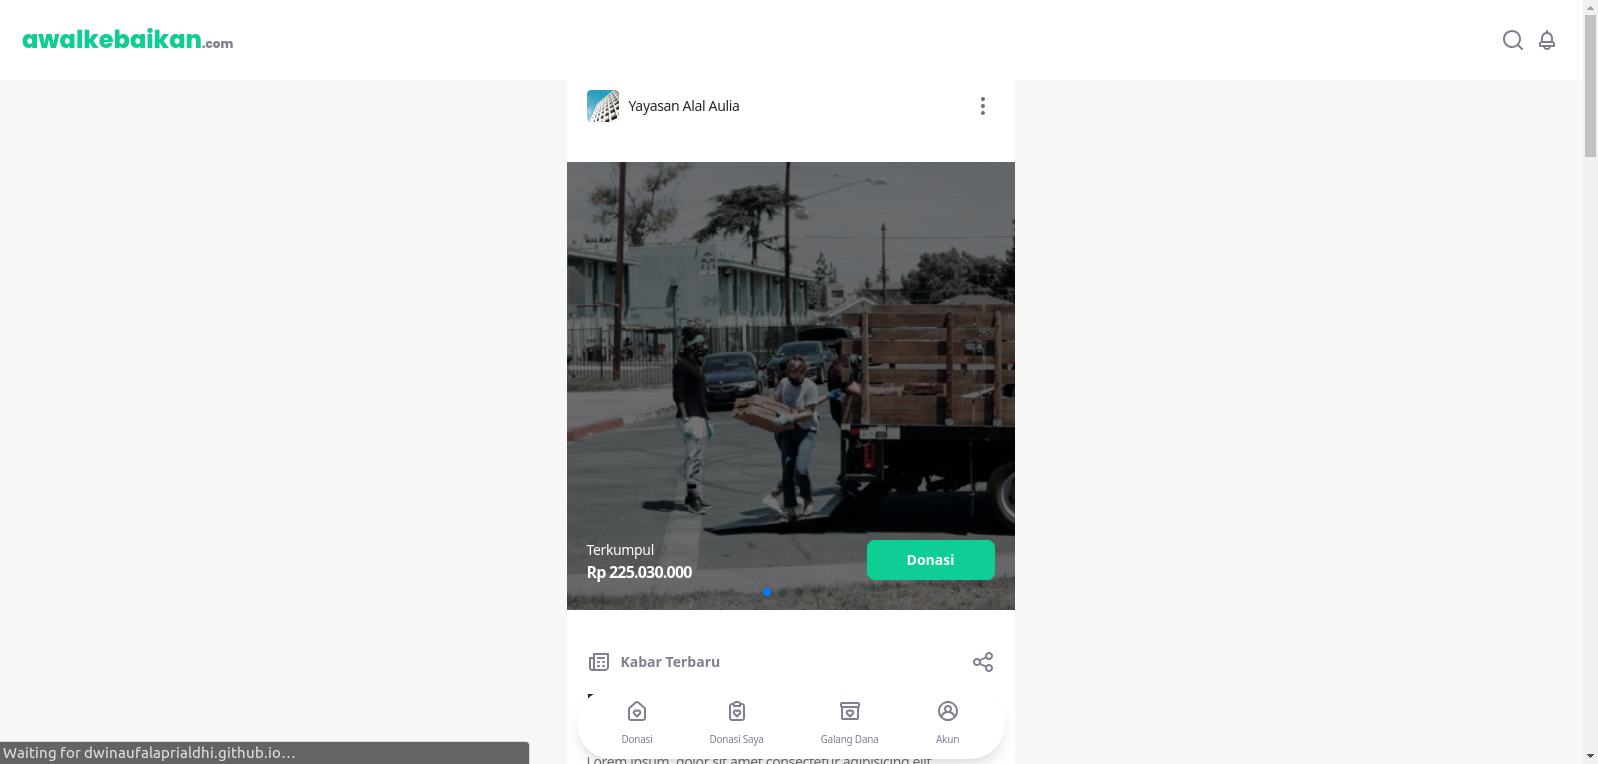 awalkebaikan.com
Yayasan Alal Aulia
Terkumpul
Rp 225.030.000
Donasi
Kabar Terbaru
Donasi
Donasi Saya
Galang Dana
Akun
Lorem ipsum, dolor sit amet consectetur adipisicing elit.
Waiting for dwinaufalaprialdhi.github.io...